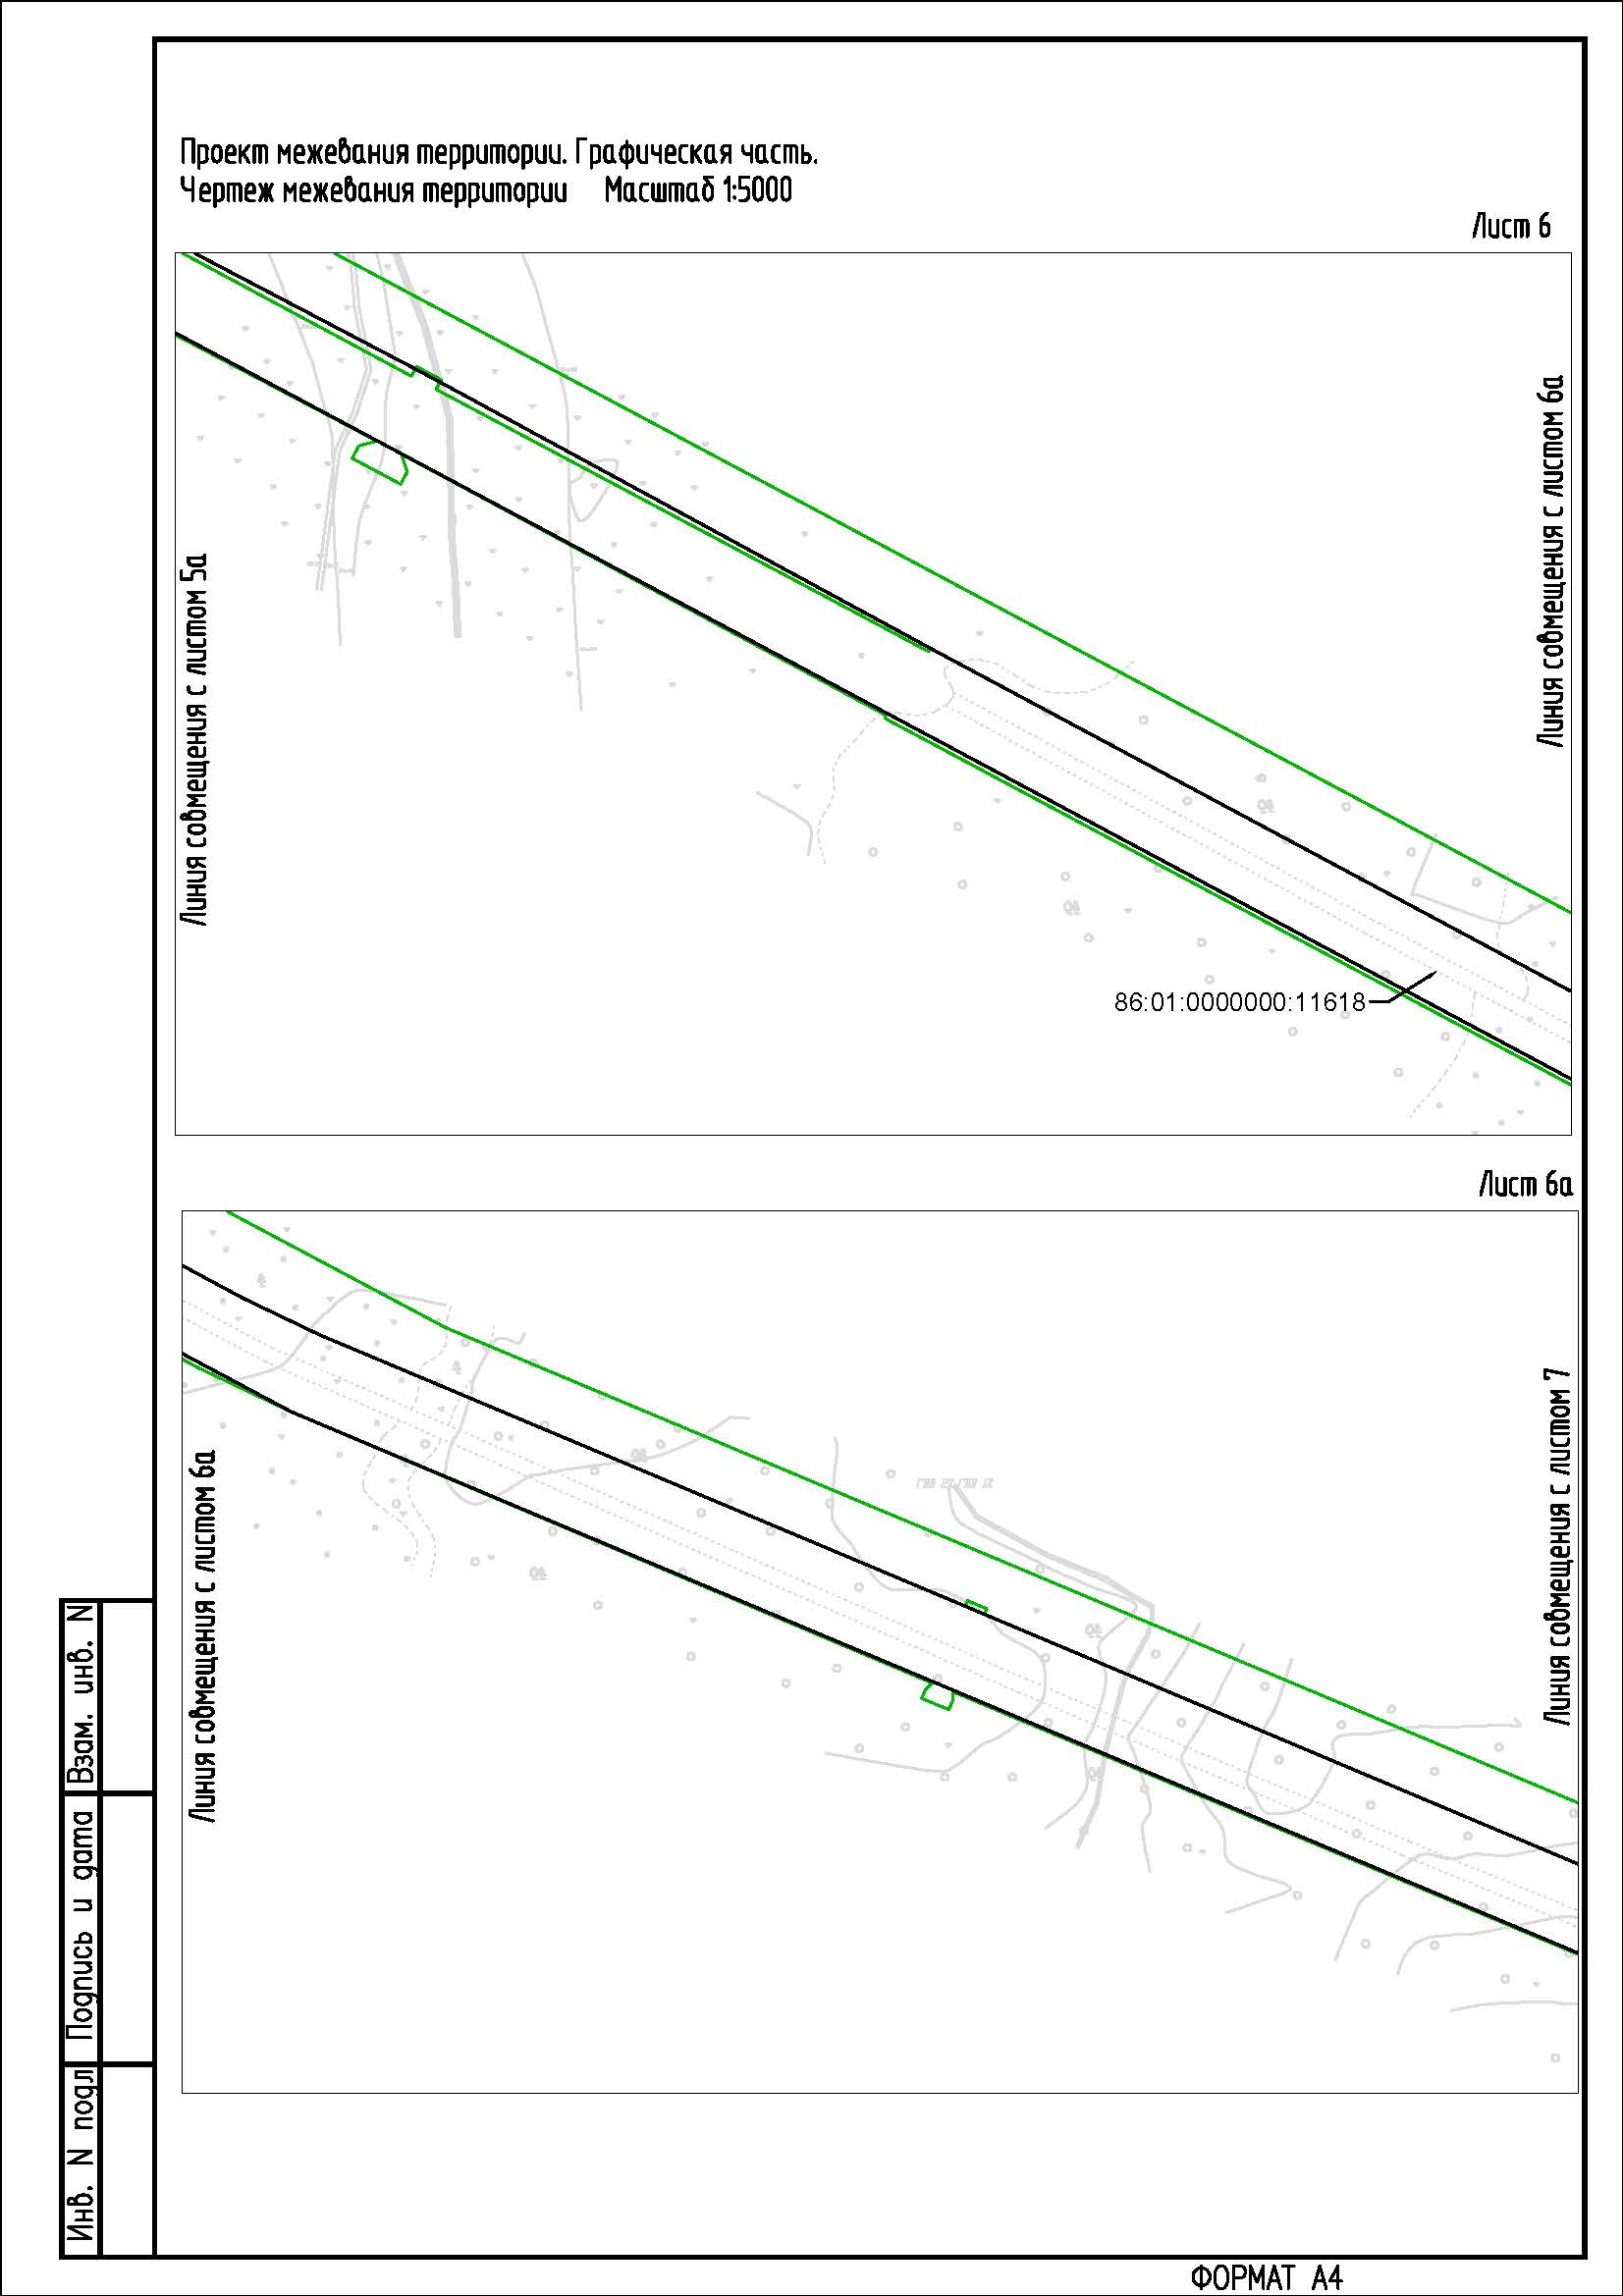 Проект межевания территории. Графическая часть.
Чертеж межевания территории Масштаб 1:5000
Лист 6
Линия совмещения с листом 5а
Линия совмещения с листом 6а
86:01:0000000:11618
Лист 6а
Линия совмещения с листом 6а
Линия совмещения с листом 7
Взам. инв. N
Подпись и дата
Инв. N подл
ФОРМАТ А4